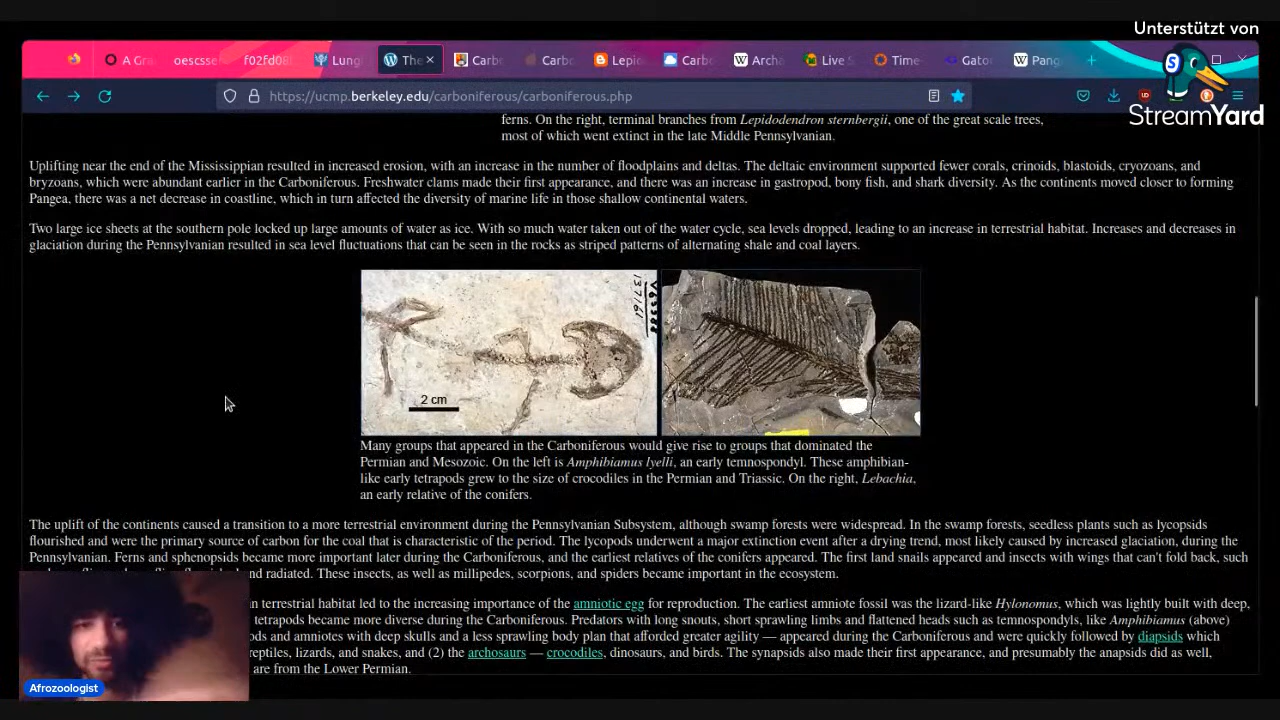 Unterstützt von
StreamYard
A Gra
oescsse
f02fd08
Lung
The
Carb
Carbo
Lepid
Carbo
Archa
Live S
Time-
Gato
Pang
https://ucmp.berkeley.edu/carboniferous/carboniferous.php
ferns. On the right, terminal branches from Lepidodendron sternbergii, one of the great scale trees,
most of which went extinct in the late Middle Pennsylvanian.
Uplifting near the end of the Mississippian resulted in increased erosion, with an increase in the number of floodplains and deltas. The deltaic environment supported fewer corals, crinoids, blastoids, cryozoans, and
bryzoans, which were abundant earlier in the Carboniferous. Freshwater clams made their first appearance, and there was an increase in gastropod, bony fish, and shark diversity. As the continents moved closer to forming
Pangea, there was a net decrease in coastline, which in turn affected the diversity of marine life in those shallow continental waters.
Two large ice sheets at the southern pole locked up large amounts of water as ice. With so much water taken out of the water cycle, sea levels dropped, leading to an increase in terrestrial habitat. Increases and decreases in
glaciation during the Pennsylvanian resulted in sea level fluctuations that can be seen in the rocks as striped patterns of alternating shale and coal layers.
137161
2 cm
Many groups that appeared in the Carboniferous would give rise to groups that dominated the
Permian and Mesozoic. On the left is Amphibiamus lyelli, an early temnospondyl. These amphibian-
like early tetrapods grew to the size of crocodiles in the Permian and Triassic. On the right, Lebachia,
an early relative of the conifers.
The uplift of the continents caused a transition to a more terrestrial environment during the Pennsylvanian Subsystem, although swamp forests were widespread. In the swamp forests, seedless plants such as lycopsids
flourished and were the primary source of carbon for the coal that is characteristic of the period. The lycopods underwent a major extinction event after a drying trend, most likely caused by increased glaciation, during the
Pennsylvanian. Ferns and sphenopsids became more important later during the Carboniferous, and the earliest relatives of the conifers appeared. The first land snails appeared and insects with wings that can't fold back, such
nd radiated. These insects, as well as millipedes, scorpions, and spiders became important in the ecosystem.
in terrestrial habitat led to the increasing importance of the amniotic egg for reproduction. The earliest amniote fossil was the lizard-like Hylonomus, which was lightly built with deep,
tetrapods became more diverse during the Carboniferous. Predators with long snouts, short sprawling limbs and flattened heads such as temnospondyls, like Amphibiamus (above)
ods and amniotes with deep skulls and a less sprawling body plan that afforded greater agility — appeared during the Carboniferous and were quickly followed by diapsids which
reptiles, lizards, and snakes, and (2) the archosaurs — crocodiles, dinosaurs, and birds. The synapsids also made their first appearance, and presumably the anapsids did as well,
are from the Lower Permian.
Afrozoologist